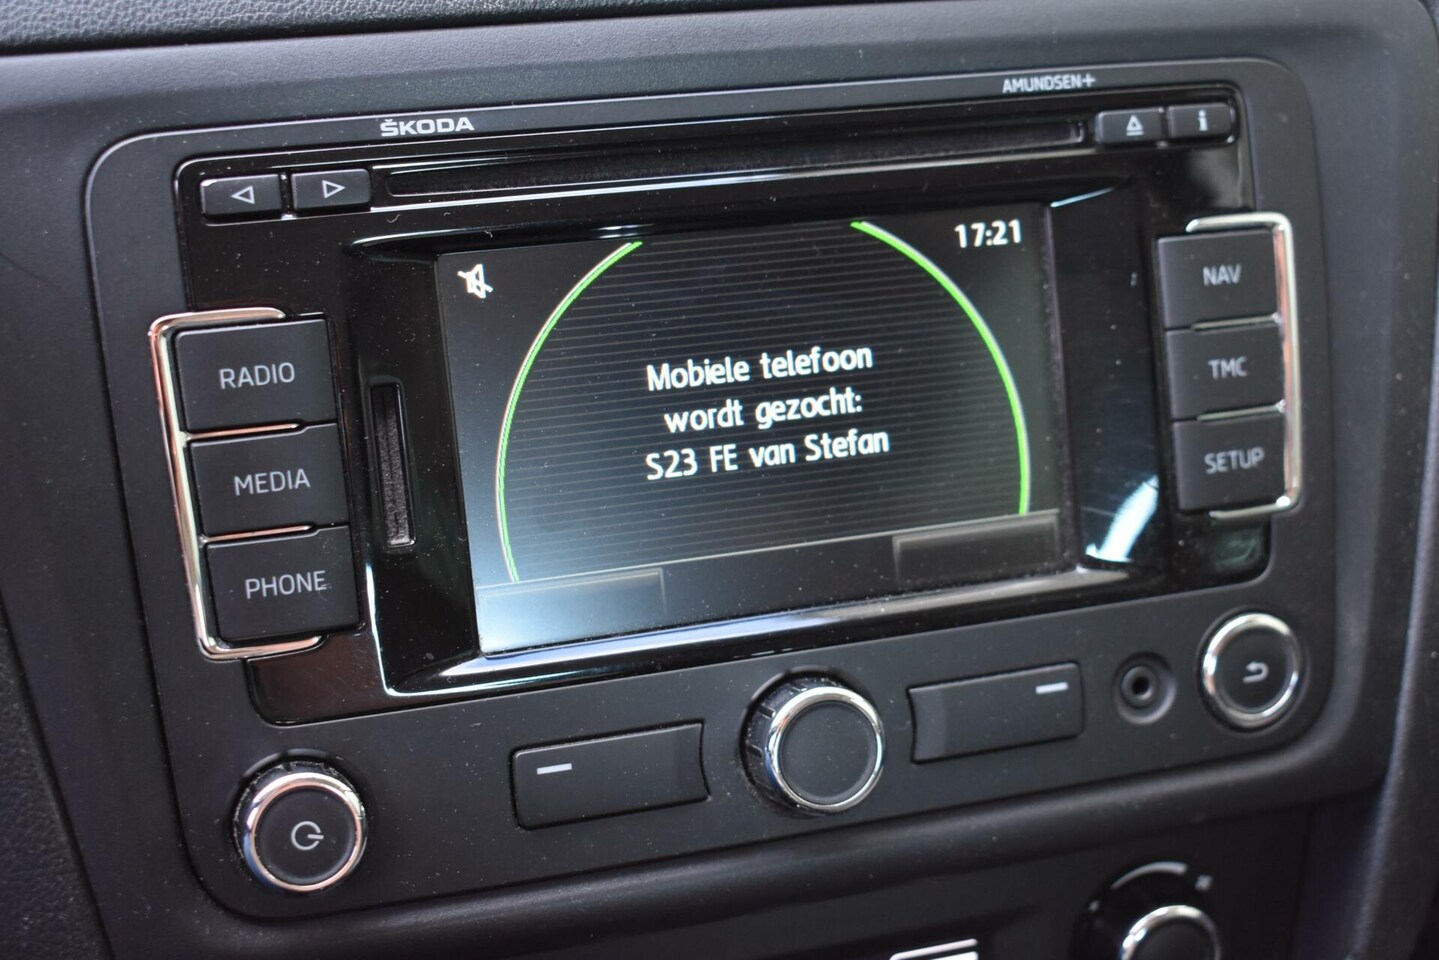 ŠKODA
AMUNDSEN+
i
17:21
NAV
RADIO
Mobiele telefoon
wordt gezocht:
S23 FE van Stefan
TMC
MEDIA
SETUP
PHONE